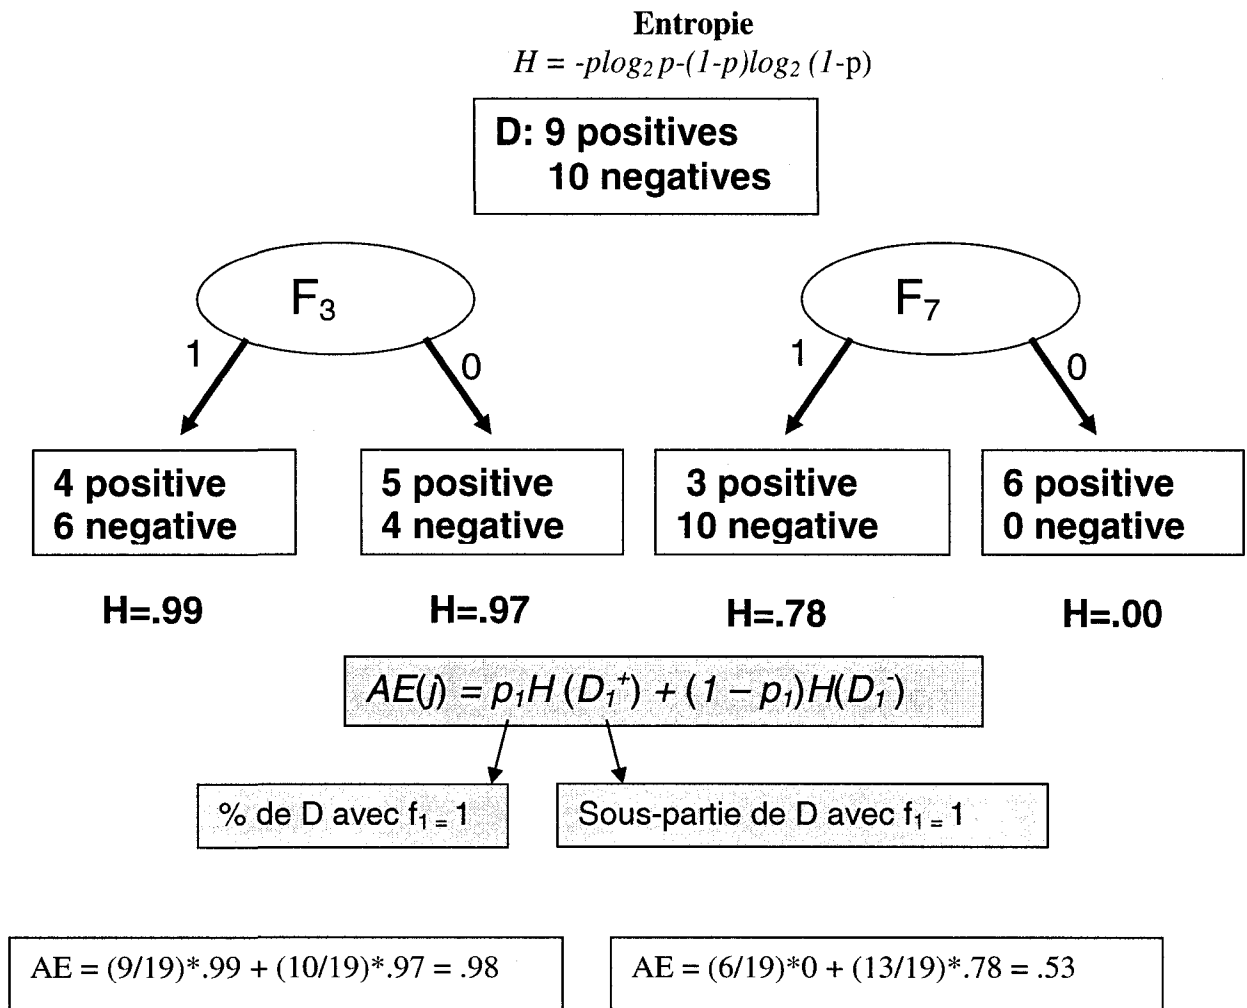 Entropie
H = -plog₂ p-(1-p)log₂ (1-p)
D: 9 positives
10 negatives
F₃
F₇
1
0
1
0
4 positive
6 negative
5 positive
4 negative
3 positive
10 negative
6 positive
0 negative
H=.99
H=.97
H=.78
H=.00
AE(j) = p₁H (D₁⁺) + (1 – p₁)H(D₁⁻)
% de D avec f₁ = 1
Sous-partie de D avec f₁ = 1
AE = (9/19)*.99 + (10/19)*.97 = .98
AE = (6/19)*0 + (13/19)*.78 = .53